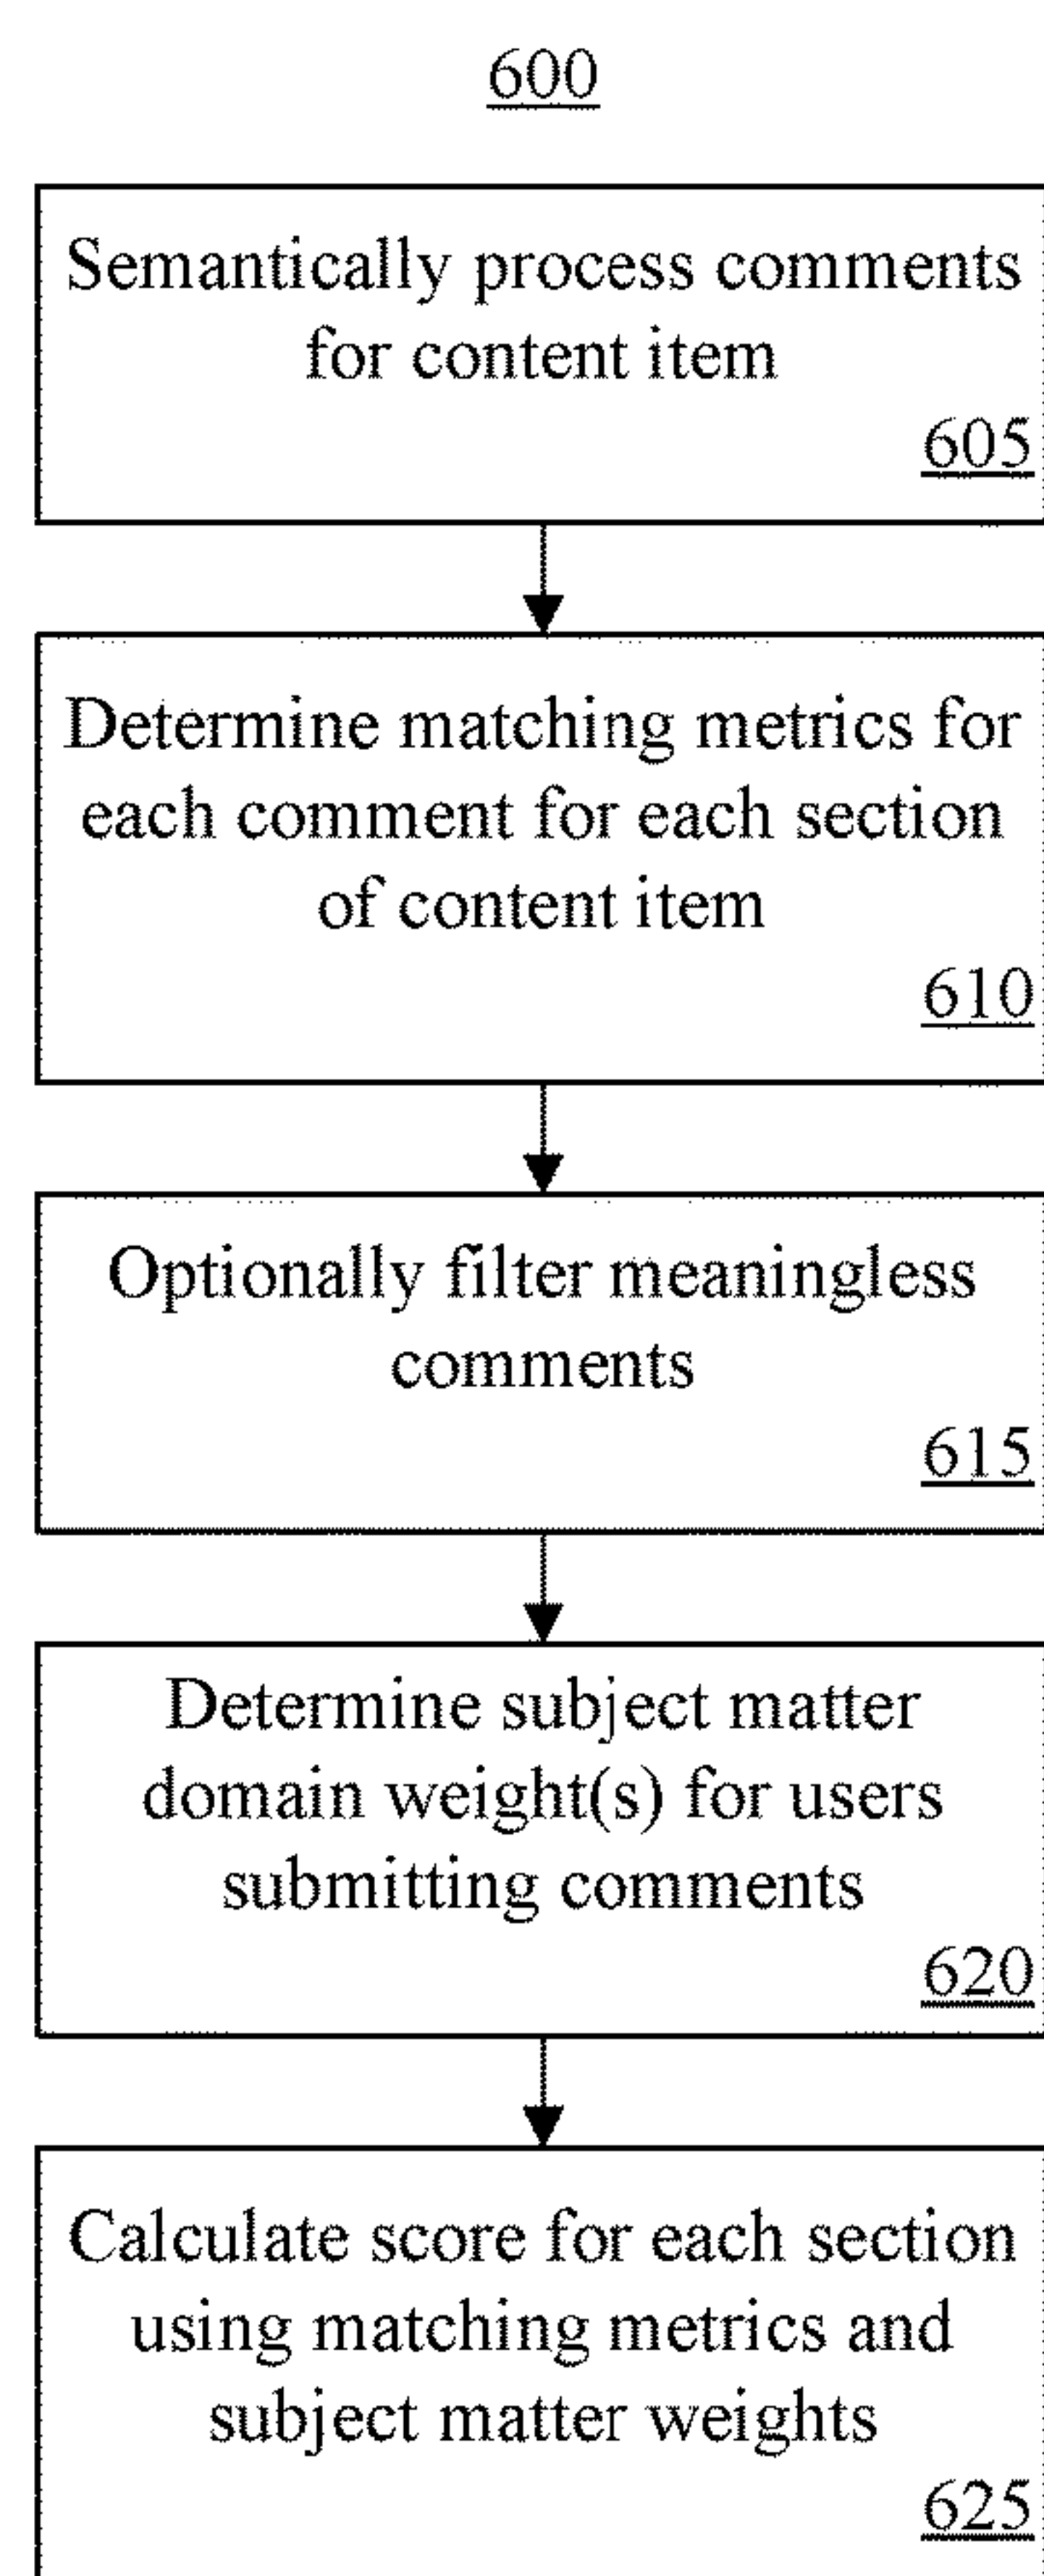 600
Semantically process comments
for content item
605
Determine matching metrics for
each comment for each section
of content item
610
Optionally filter meaningless
comments
615
Determine subject matter
domain weight(s) for users
submitting comments
620
Calculate score for each section
using matching metrics and
subject matter weights
625